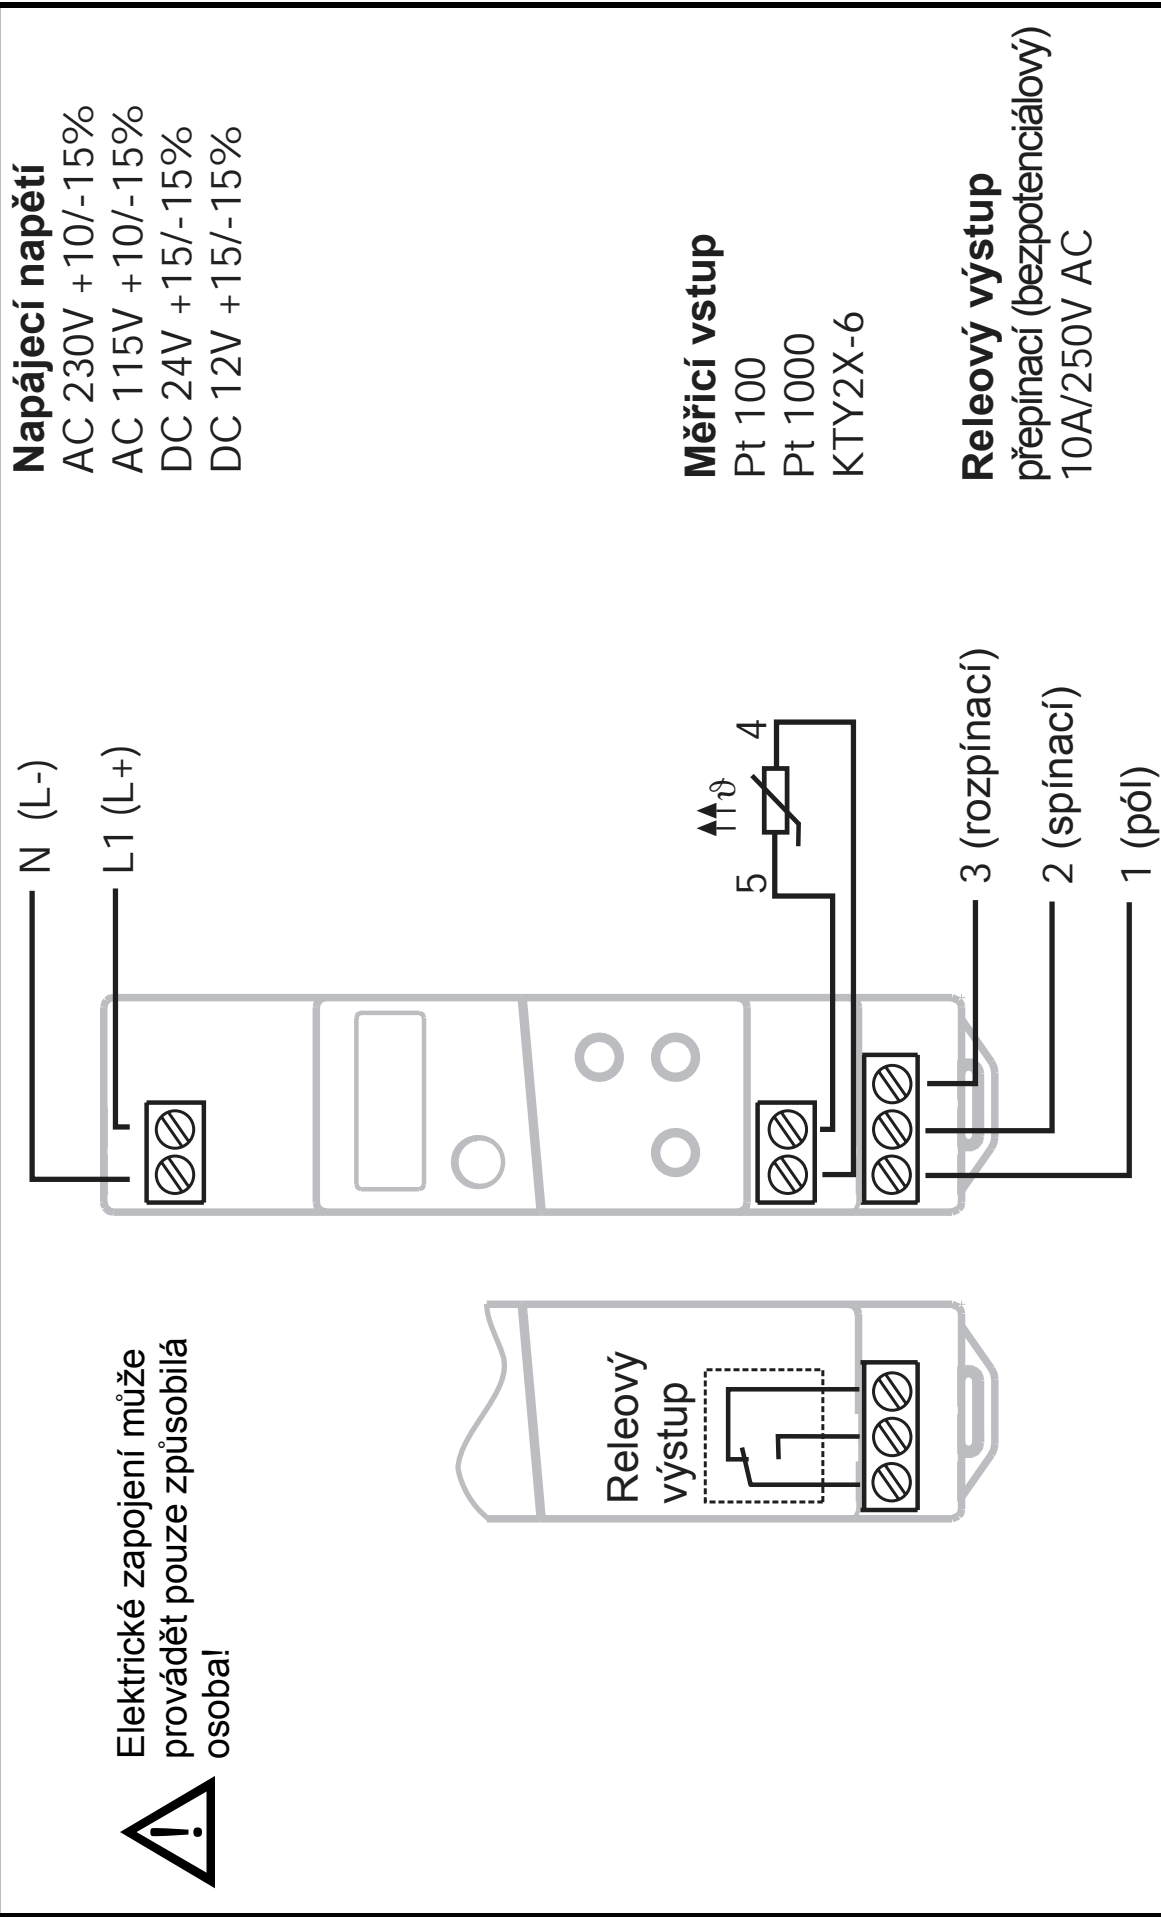 Elektrické zapojení může
provádět pouze způsobilá
osoba!
N (L-)
L1 (L+)
Napájecí napětí
AC 230V +10/-15%
AC 115V +10/-15%
DC 24V +15/-15%
DC 12V +15/-15%
ϑ
5
4
Měřicí vstup
Pt 100
Pt 1000
KTY2X-6
Releový
výstup
3 (rozpínací)
2 (spínací)
1 (pól)
Releový výstup
přepínací (bezpotenciálový)
10A/250V AC